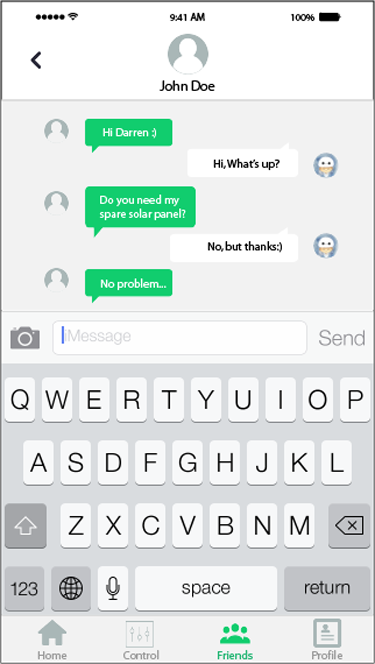 9:41 AM
100%
John Doe
Hi Darren :)
Hi, What's up?
Do you need my
spare solar panel?
No, but thanks:)
No problem...
iMessage
Send
Q W E R T Y U I O P
A S D F G H J K L
Z X C V B N M
123
space
return
Home
Control
Friends
Profile